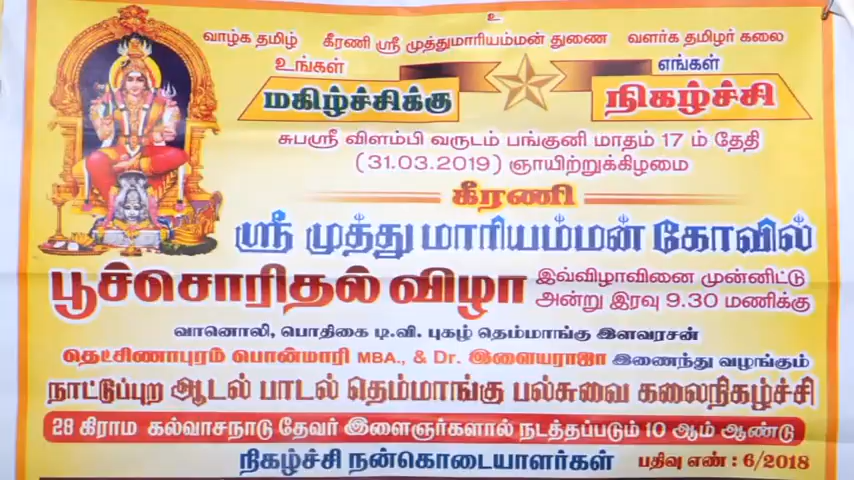 உ
வாழ்க தமிழ் கீரணி ஸ்ரீ முத்துமாரியம்மன் துணை வளர்க தமிழர் கலை
உங்கள் எங்கள்
மகிழ்ச்சிக்கு நிகழ்ச்சி
சுபஸ்ரீ விளம்பி வருடம் பங்குனி மாதம் 17 ம் தேதி
(31.03.2019) ஞாயிற்றுக்கிழமை
கீரணி
ஸ்ரீ முத்து மாரியம்மன் கோவில்
பூச்சொரிதல் விழா இவ்விழாவினை முன்னிட்டு
அன்று இரவு 9.30 மணிக்கு
வானொலி, பொதிகை டி.வி. புகழ் தெம்மாங்கு இளவரசன்
தெட்சிணாபுரம் பொன்மாரி MBA., & Dr. இளையராஜா இணைந்து வழங்கும்
நாட்டுப்புற ஆடல் பாடல் தெம்மாங்கு பல்சுவை கலைநிகழ்ச்சி
28 கிராம கல்வாசநாடு தேவர் இளைஞர்களால் நடத்தப்படும் 10 ஆம் ஆண்டு
நிகழ்ச்சி நன்கொடையாளர்கள் பதிவு எண் : 6/2018